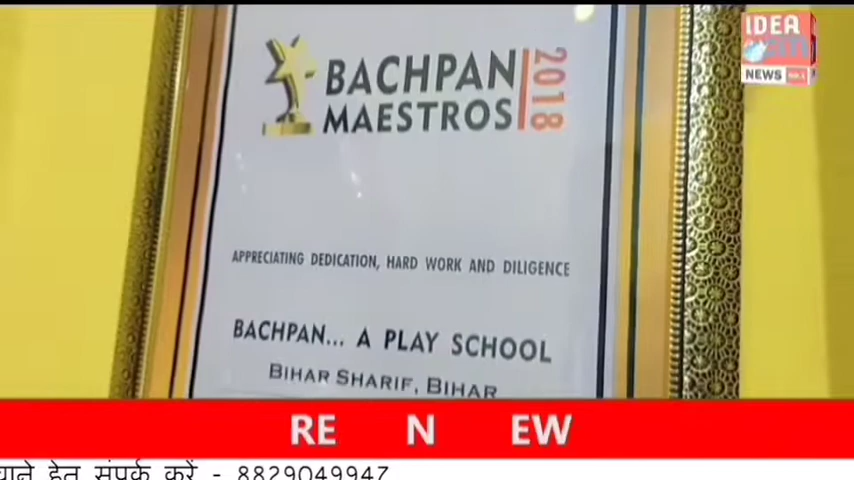 BACHPAN
MAESTROS
2018
IDEA
NEWS
APPRECIATING DEDICATION, HARD WORK AND DILIGENCE
BACHPAN... A PLAY SCHOOL
BIHAR SHARIF, BIHAR
RE N EW
हेतु संपर्क करें - 8829049947